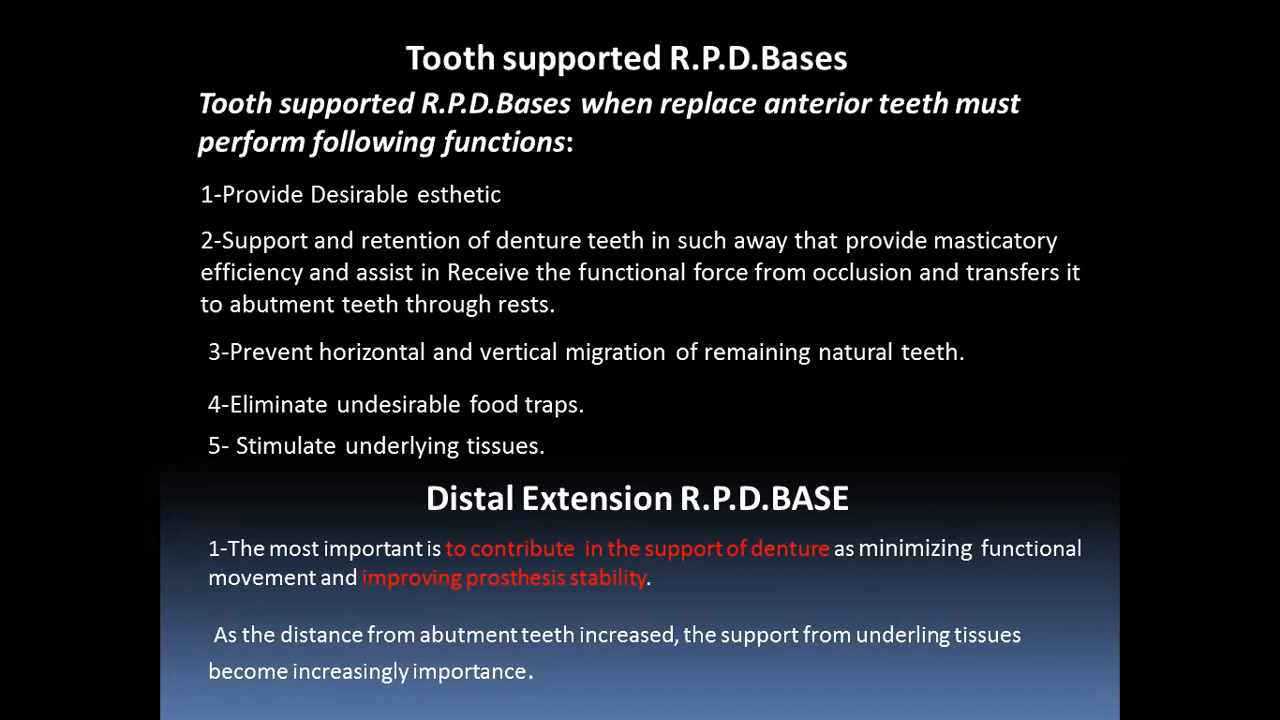 Tooth supported R.P.D.Bases
Tooth supported R.P.D.Bases when replace anterior teeth must
perform following functions:
1-Provide Desirable esthetic
2-Support and retention of denture teeth in such away that provide masticatory
efficiency and assist in Receive the functional force from occlusion and transfers it
to abutment teeth through rests.
3-Prevent horizontal and vertical migration of remaining natural teeth.
4-Eliminate undesirable food traps.
5- Stimulate underlying tissues.
Distal Extension R.P.D.BASE
1-The most important is to contribute in the support of denture as minimizing functional
movement and improving prosthesis stability.
As the distance from abutment teeth increased, the support from underling tissues
become increasingly importance.